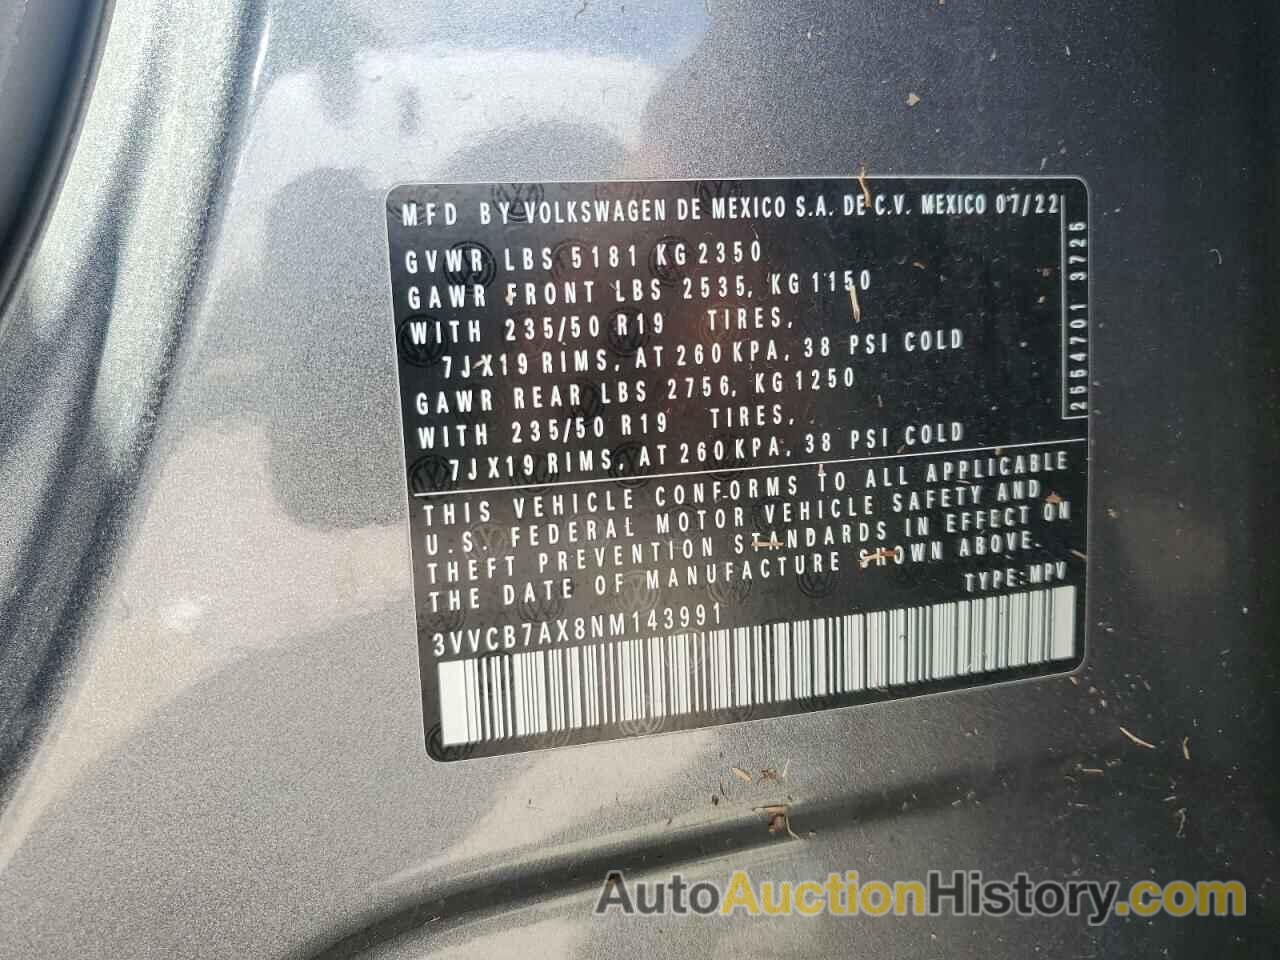 MFD BY VOLKSWAGEN DE MEXICO S.A. DE C.V. MEXICO 07/22
GVWR LBS 5181 KG 2350
GAWR FRONT LBS 2535, KG 1150
WITH 235/50 R19 TIRES,
7JX19 RIMS, AT 260 KPA, 38 PSI COLD
GAWR REAR LBS 2756, KG 1250
WITH 235/50 R19 TIRES,
7JX19 RIMS, AT 260 KPA, 38 PSI COLD
2554701 3725
THIS VEHICLE CONFORMS TO ALL APPLICABLE
U.S. FEDERAL MOTOR VEHICLE SAFETY AND
THEFT PREVENTION STANDARDS IN EFFECT ON
THE DATE OF MANUFACTURE SHOWN ABOVE.
TYPE:MPV
3VVCB7AX8NM143991
AutoAuctionHistory.com